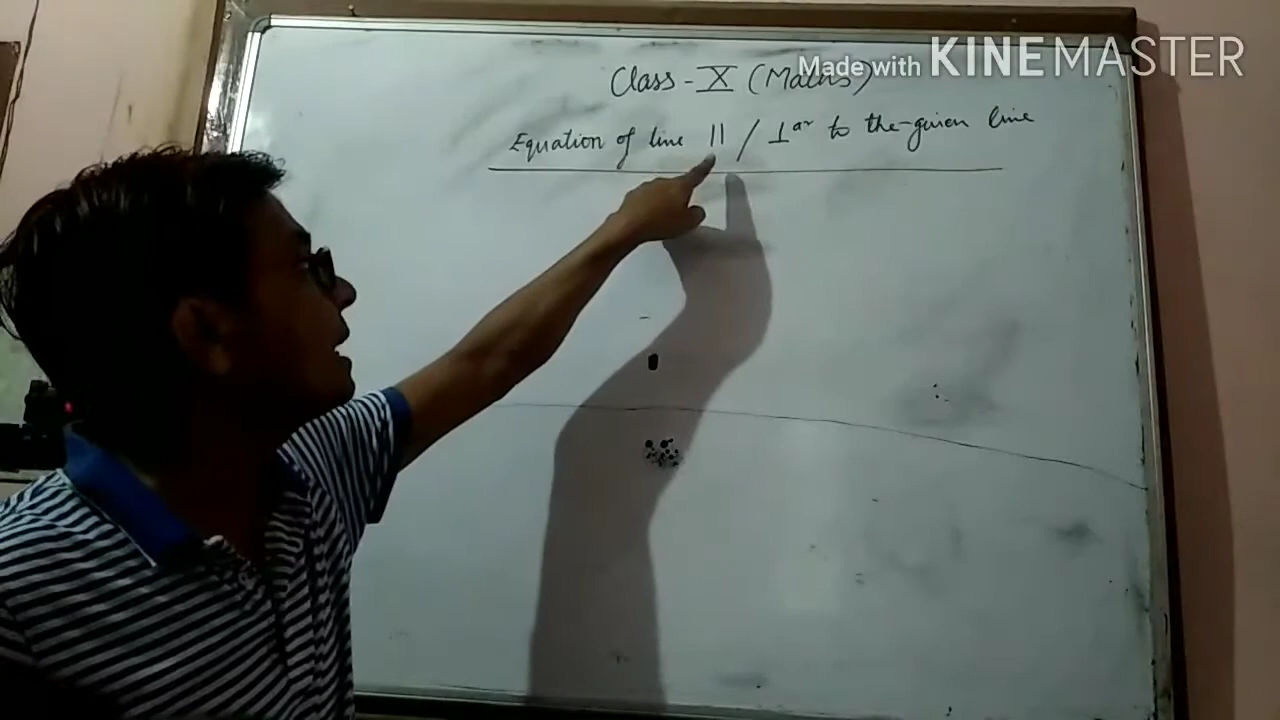 Made with KINEMASTER
Class-X (Maths)
Equation of line || / ⊥ar to the given line